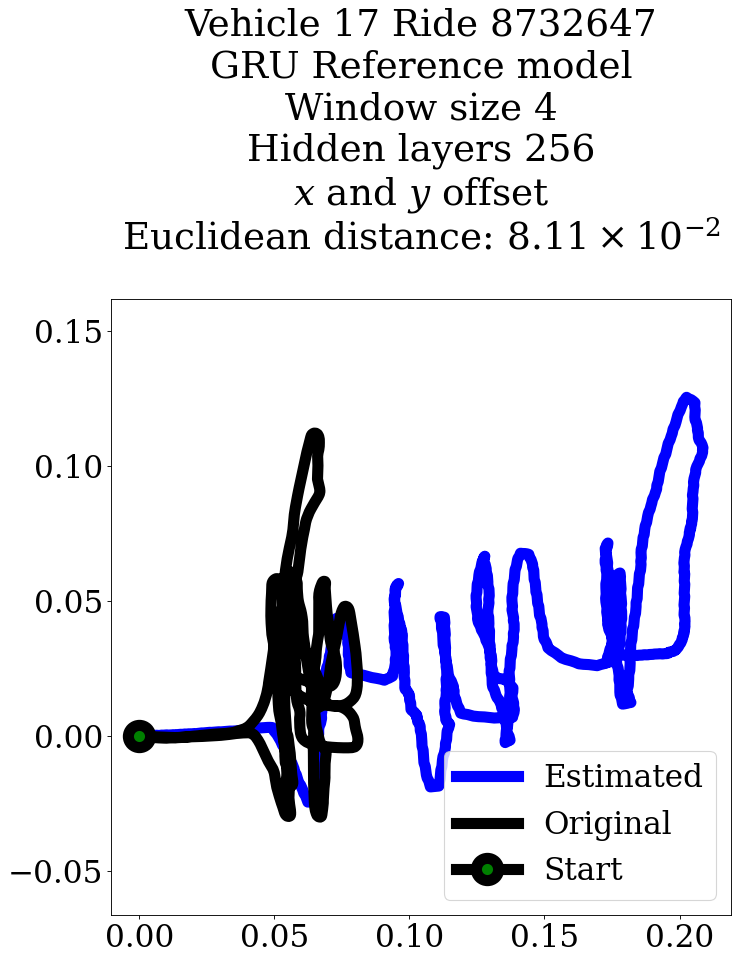 Vehicle 17 Ride 8732647
GRU Reference model
Window size 4
Hidden layers 256
x and y offset
Euclidean distance: 8.11 × 10⁻²
0.15
0.10
0.05
0.00
−0.05
Estimated
Original
Start
0.00 0.05 0.10 0.15 0.20